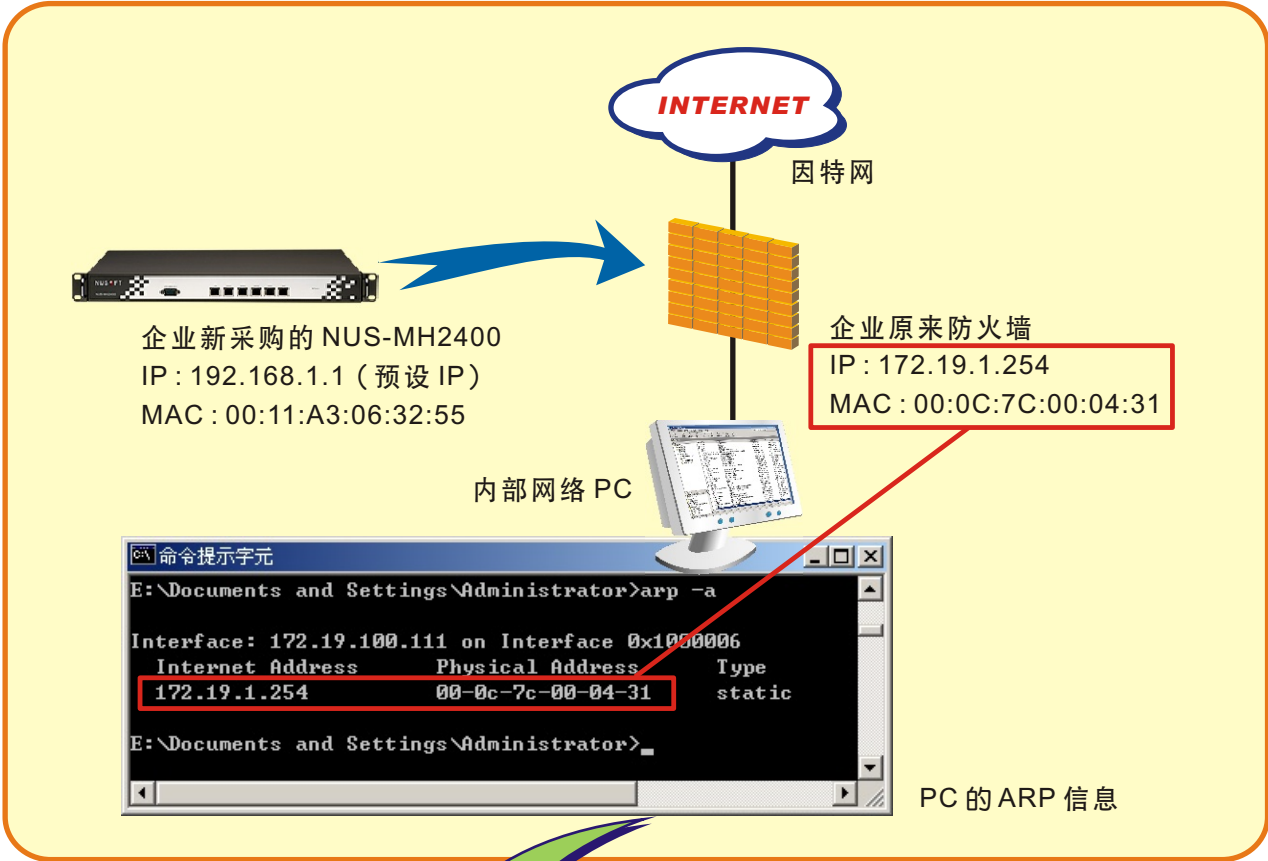 INTERNET
因特网
NUSOFT
企业新采购的 NUS-MH2400
IP : 192.168.1.1 ( 预设 IP )
MAC : 00:11:A3:06:32:55
企业原来防火墙
IP : 172.19.1.254
MAC : 00:0C:7C:00:04:31
内部网络 PC
命令提示字元
E:\Documents and Settings\Administrator>arp -a
Interface: 172.19.100.111 on Interface 0x1000006
Internet Address Physical Address Type
172.19.1.254 00-0c-7c-00-04-31 static
E:\Documents and Settings\Administrator>_
PC 的 ARP 信息